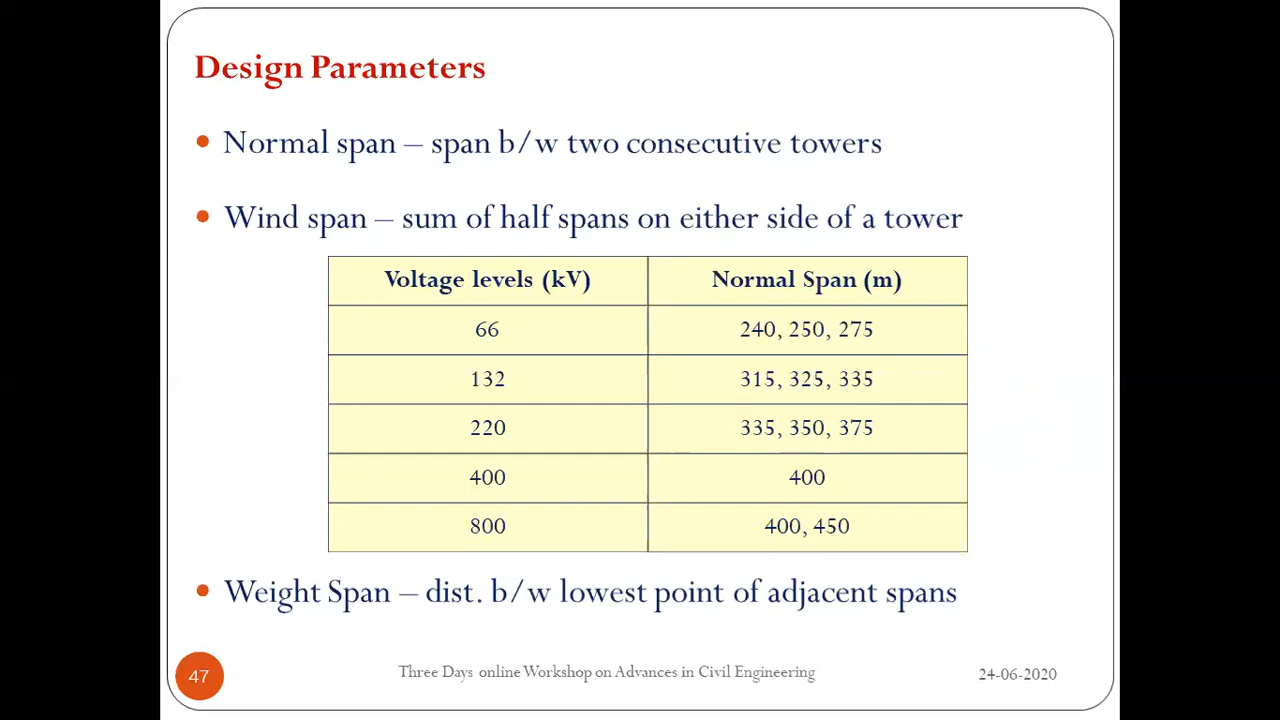 Design Parameters
• Normal span – span b/w two consecutive towers
• Wind span – sum of half spans on either side of a tower
Voltage levels (kV) Normal Span (m)
66 240, 250, 275
132 315, 325, 335
220 335, 350, 375
400 400
800 400, 450
• Weight Span – dist. b/w lowest point of adjacent spans
47 Three Days online Workshop on Advances in Civil Engineering 24-06-2020